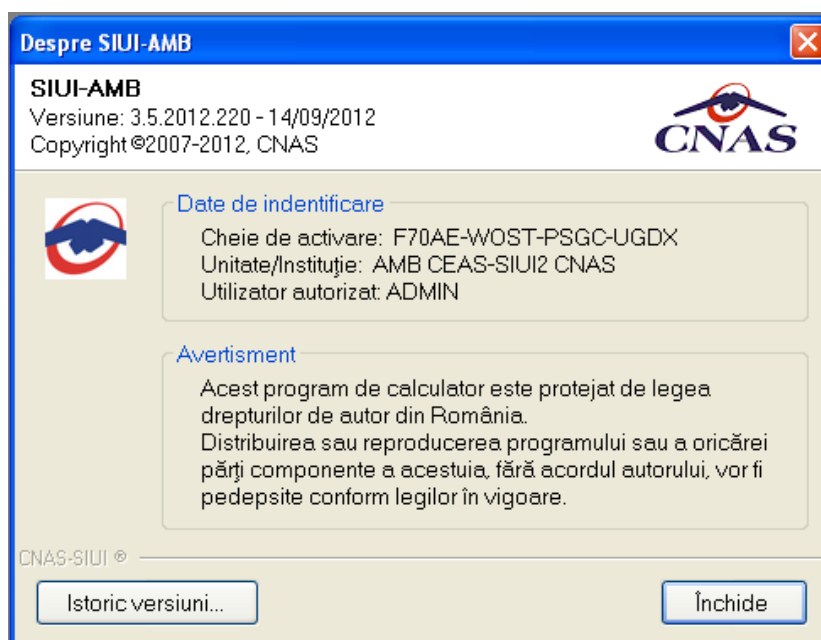 Despre SIUI-AMB
SIUI-AMB
Versiune: 3.5.2012.220 - 14/09/2012
Copyright ©2007-2012, CNAS
CNAS
Date de indentificare
Cheie de activare: F70AE-WOST-PSGC-UGDX
Unitate/Instituţie: AMB CEAS-SIUI2 CNAS
Utilizator autorizat: ADMIN
Avertisment
Acest program de calculator este protejat de legea
drepturilor de autor din România.
Distribuirea sau reproducerea programului sau a oricărei
părţi componente a acestuia, fără acordul autorului, vor fi
pedepsite conform legilor în vigoare.
CNAS-SIUI ®
Istoric versiuni...
Închide